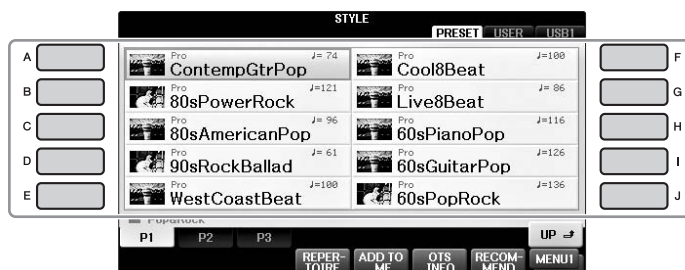 STYLE
PRESET USER USB1
A
B
C
D
E
Pro ♩= 74
ContempGtrPop
Pro ♩=121
80sPowerRock
Pro ♩= 96
80sAmericanPop
Pro ♩= 61
90sRockBallad
Pro ♩=100
WestCoastBeat
Pro ♩=100
Cool8Beat
Pro ♩= 86
Live8Beat
Pro ♩=116
60sPianoPop
Pro ♩=126
60sGuitarPop
Pro ♩=136
60sPopRock
F
G
H
I
J
Pop&Rock
P1 P2 P3 UP
REPER-
TOIRE
ADD TO
ME
OTS
INFO
RECOM-
MEND
MENU1